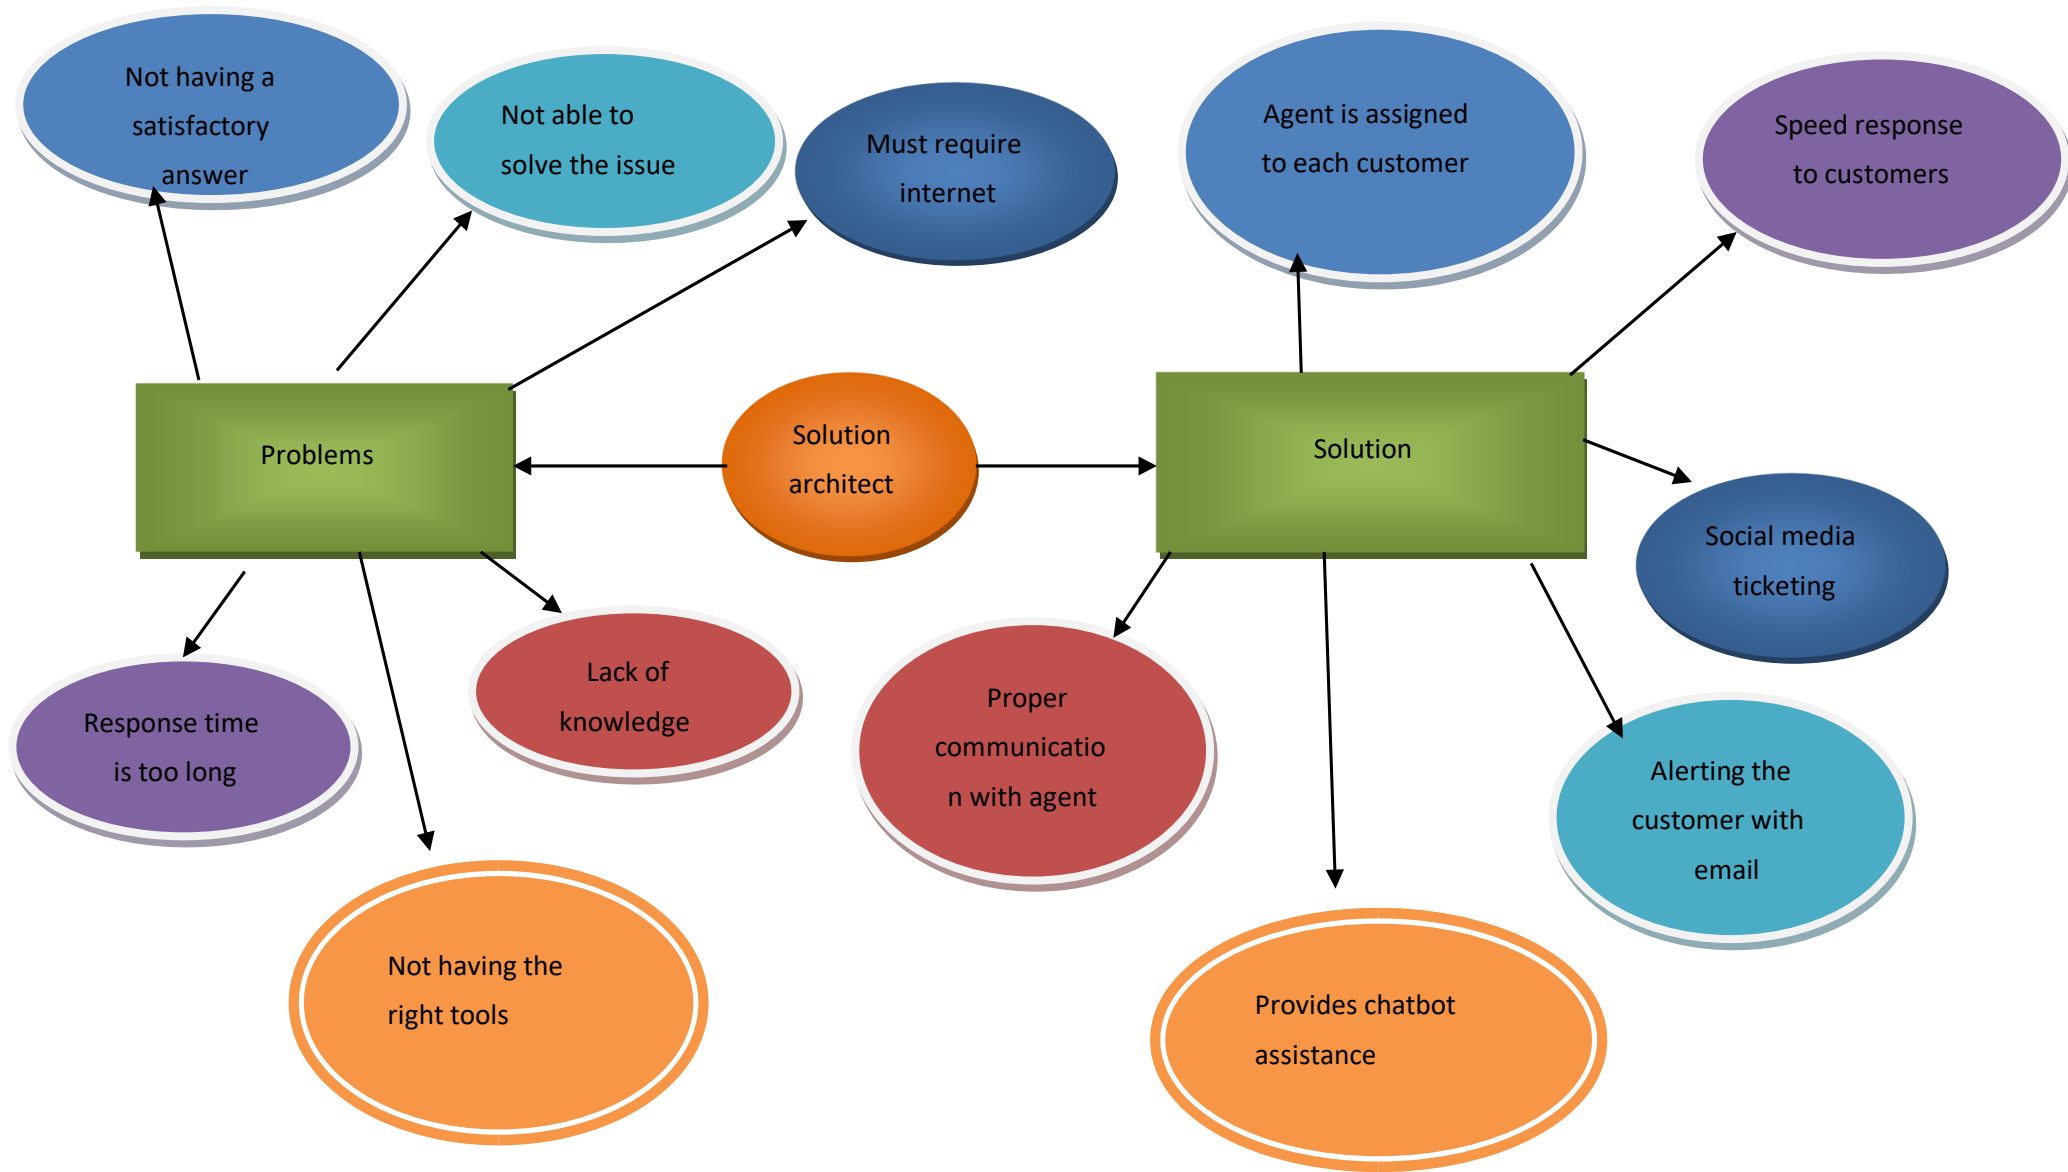 Not having a
satisfactory
answer
Not able to
solve the issue
Must require
internet
Agent is assigned
to each customer
Speed response
to customers
Problems
Solution
architect
Solution
Social media
ticketing
Response time
is too long
Lack of
knowledge
Proper
communicatio
n with agent
Alerting the
customer with
email
Not having the
right tools
Provides chatbot
assistance